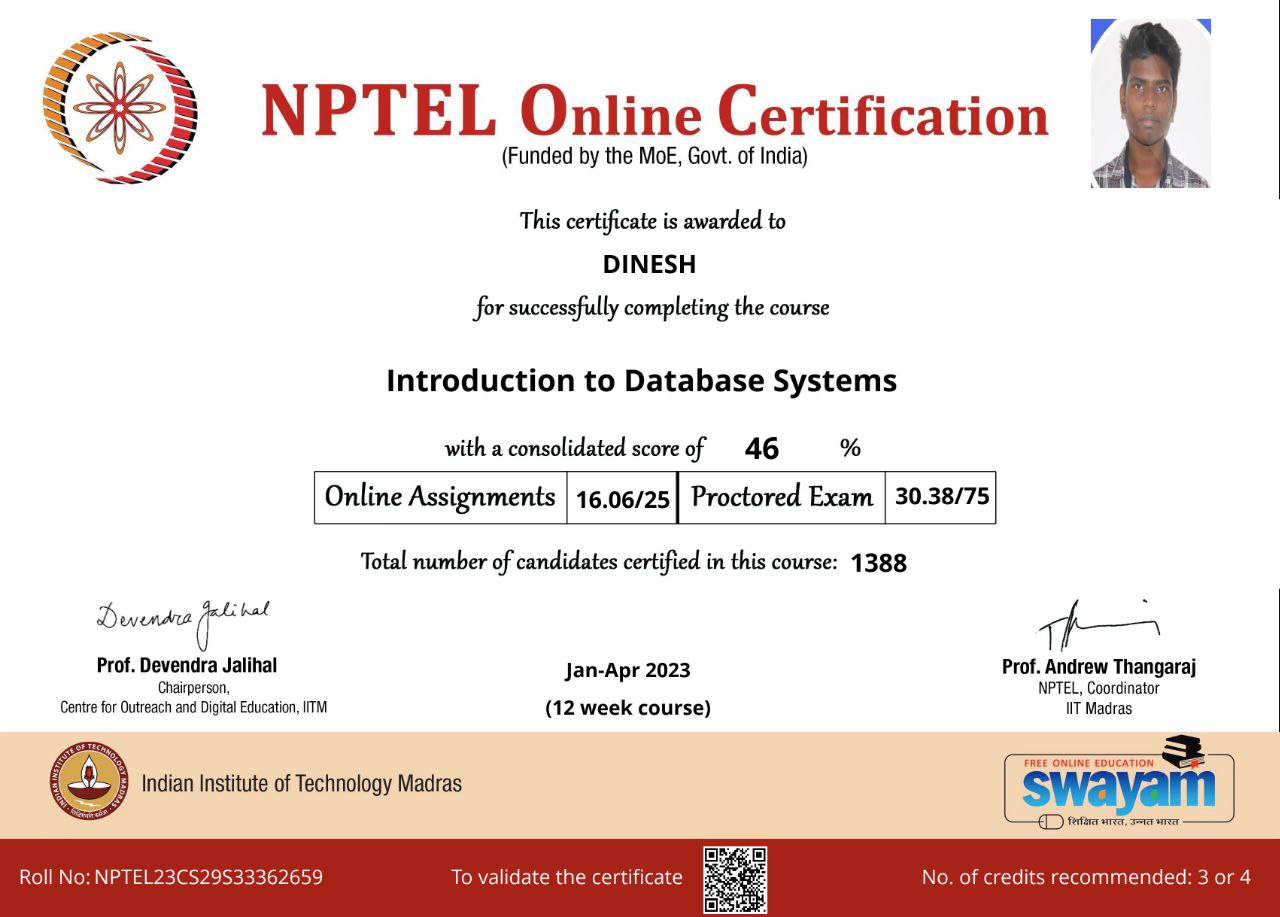 NPTEL Online Certification
(Funded by the MoE, Govt. of India)
This certificate is awarded to
DINESH
for successfully completing the course
Introduction to Database Systems
with a consolidated score of 46 %
Online Assignments 16.06/25 Proctored Exam 30.38/75
Total number of candidates certified in this course: 1388
Devendra Jalihal
Prof. Devendra Jalihal
Chairperson,
Centre for Outreach and Digital Education, IITM
Jan-Apr 2023
(12 week course)
Prof. Andrew Thangaraj
NPTEL, Coordinator
IIT Madras
INDIAN INSTITUTE OF TECHNOLOGY MADRAS
Indian Institute of Technology Madras
FREE ONLINE EDUCATION
swayam
शिक्षित भारत, उन्नत भारत
Roll No: NPTEL23CS29S33362659
To validate the certificate
No. of credits recommended: 3 or 4